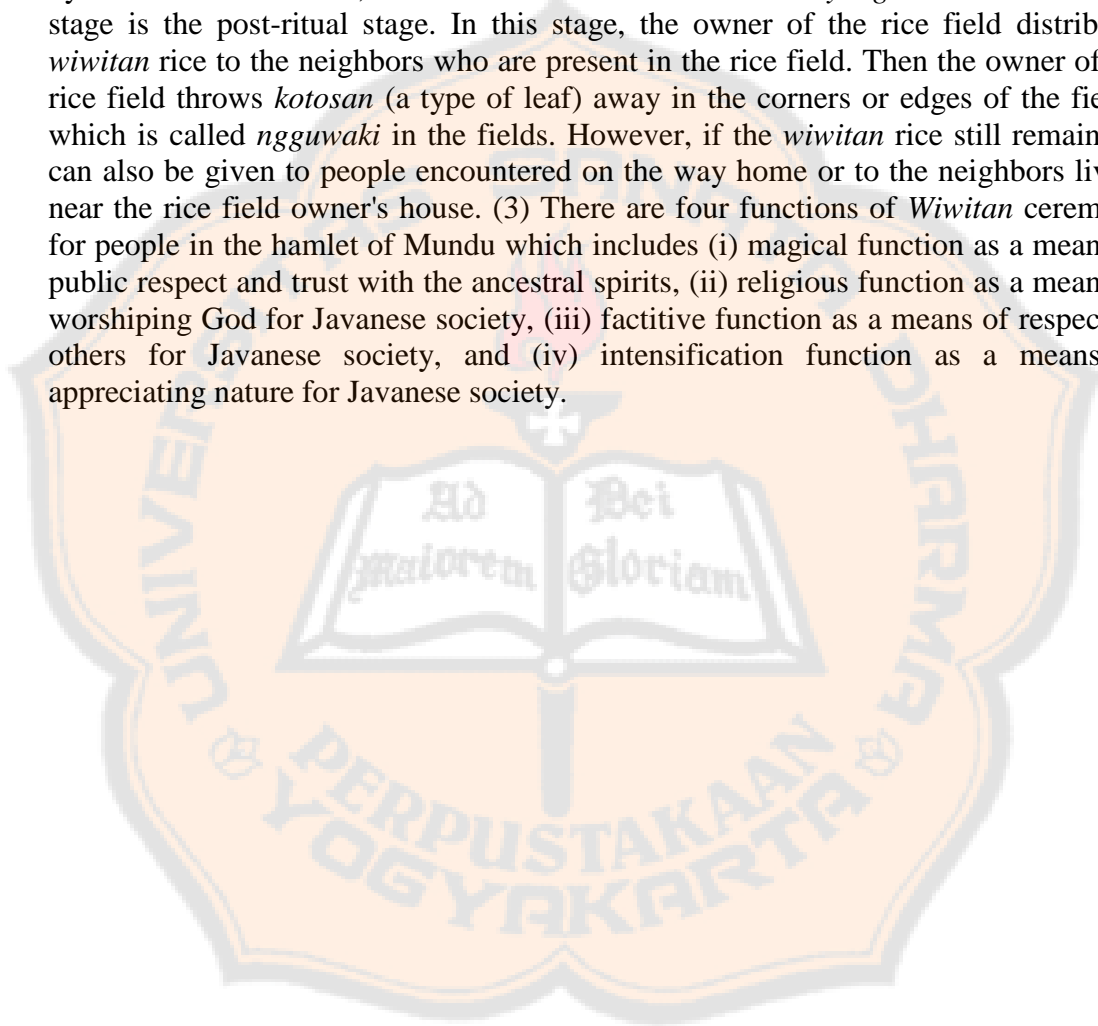 stage is the post-ritual stage. In this stage, the owner of the rice field distrib
wiwitan rice to the neighbors who are present in the rice field. Then the owner of
rice field throws kotosan (a type of leaf) away in the corners or edges of the fie
which is called ngguwaki in the fields. However, if the wiwitan rice still remain
can also be given to people encountered on the way home or to the neighbors liv
near the rice field owner's house. (3) There are four functions of Wiwitan cerem
for people in the hamlet of Mundu which includes (i) magical function as a mean
public respect and trust with the ancestral spirits, (ii) religious function as a mean
worshiping God for Javanese society, (iii) factitive function as a means of respec
others for Javanese society, and (iv) intensification function as a means
appreciating nature for Javanese society.
UNIVERSITAS SANATA DHARMA
Ad Dei
Maiorem Gloriam
PERPUSTAKAAN
YOGYAKARTA